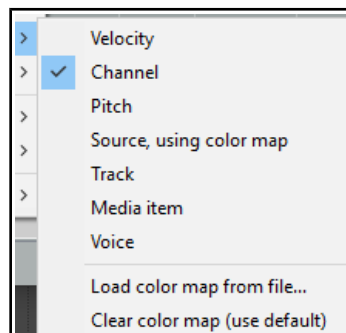 Velocity
Channel
Pitch
Source, using color map
Track
Media item
Voice
Load color map from file...
Clear color map (use default)